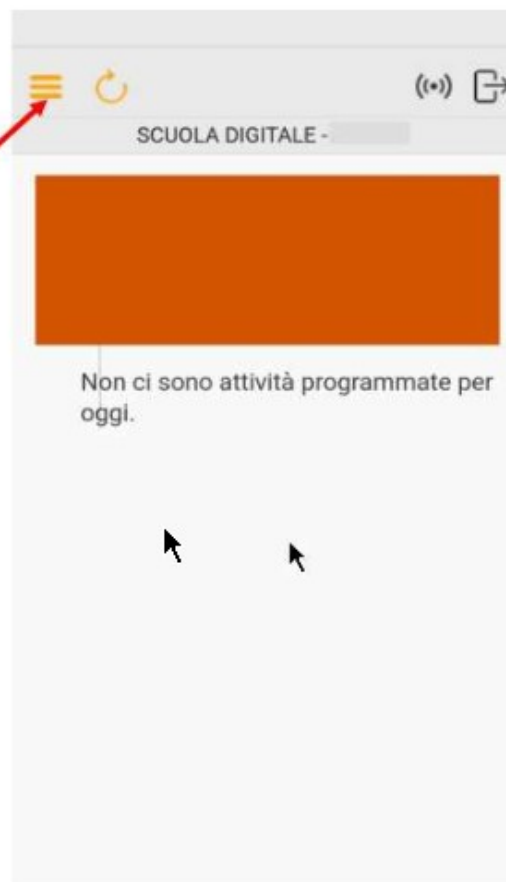 SCUOLA DIGITALE -
Non ci sono attività programmate per
oggi.